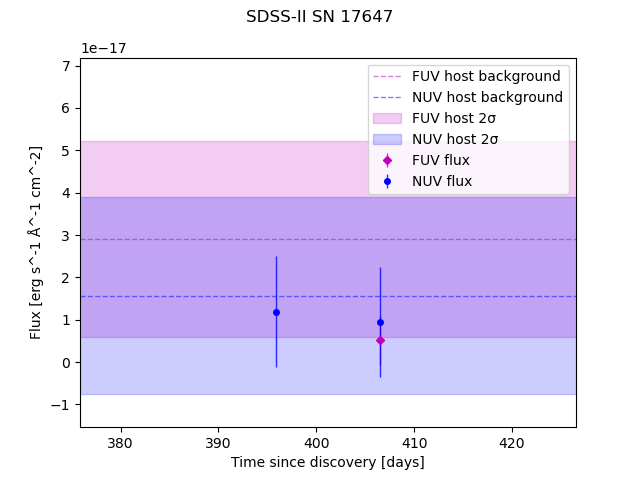 SDSS-II SN 17647
1e−17
7
6
5
4
3
2
1
0
−1
Flux [erg s^-1 Å^-1 cm^-2]
FUV host background
NUV host background
FUV host 2σ
NUV host 2σ
FUV flux
NUV flux
380 390 400 410 420
Time since discovery [days]